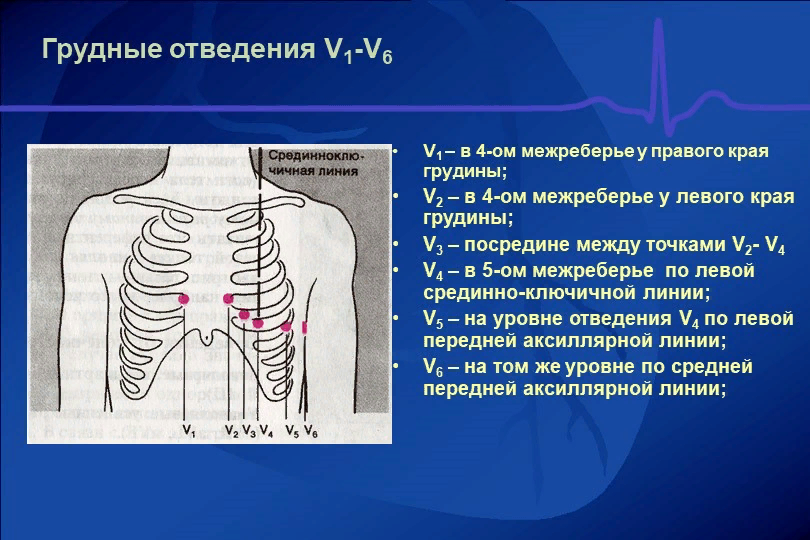 Грудные отведения V₁-V₆
Срединноклю-
чичная линия
V₁ V₂ V₃ V₄ V₅ V₆
• V₁ – в 4-ом межреберье у правого края
грудины;
• V₂ – в 4-ом межреберье у левого края
грудины;
• V₃ – посредине между точками V₂- V₄
• V₄ – в 5-ом межреберье по левой
срединно-ключичной линии;
• V₅ – на уровне отведения V₄ по левой
передней аксиллярной линии;
• V₆ – на том же уровне по средней
передней аксиллярной линии;